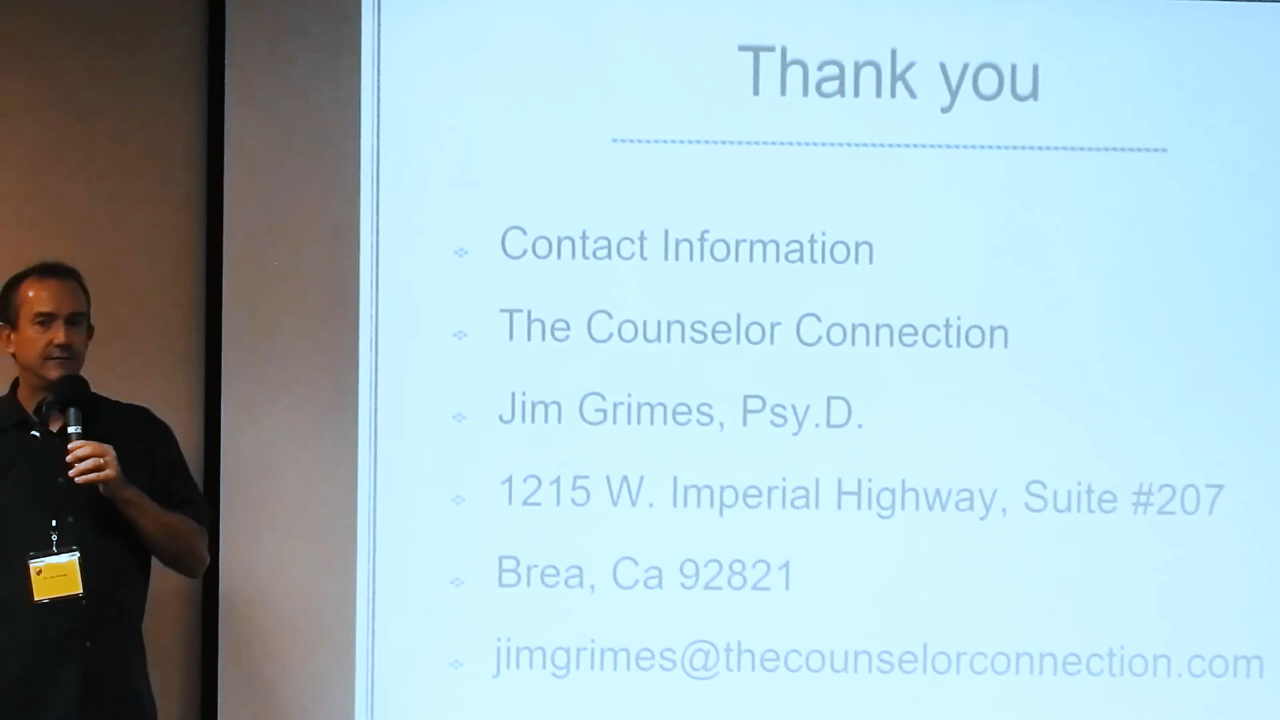 Thank you
Contact Information
The Counselor Connection
Jim Grimes, Psy.D.
1215 W. Imperial Highway, Suite #207
Brea, Ca 92821
jimgrimes@thecounselorconnection.com